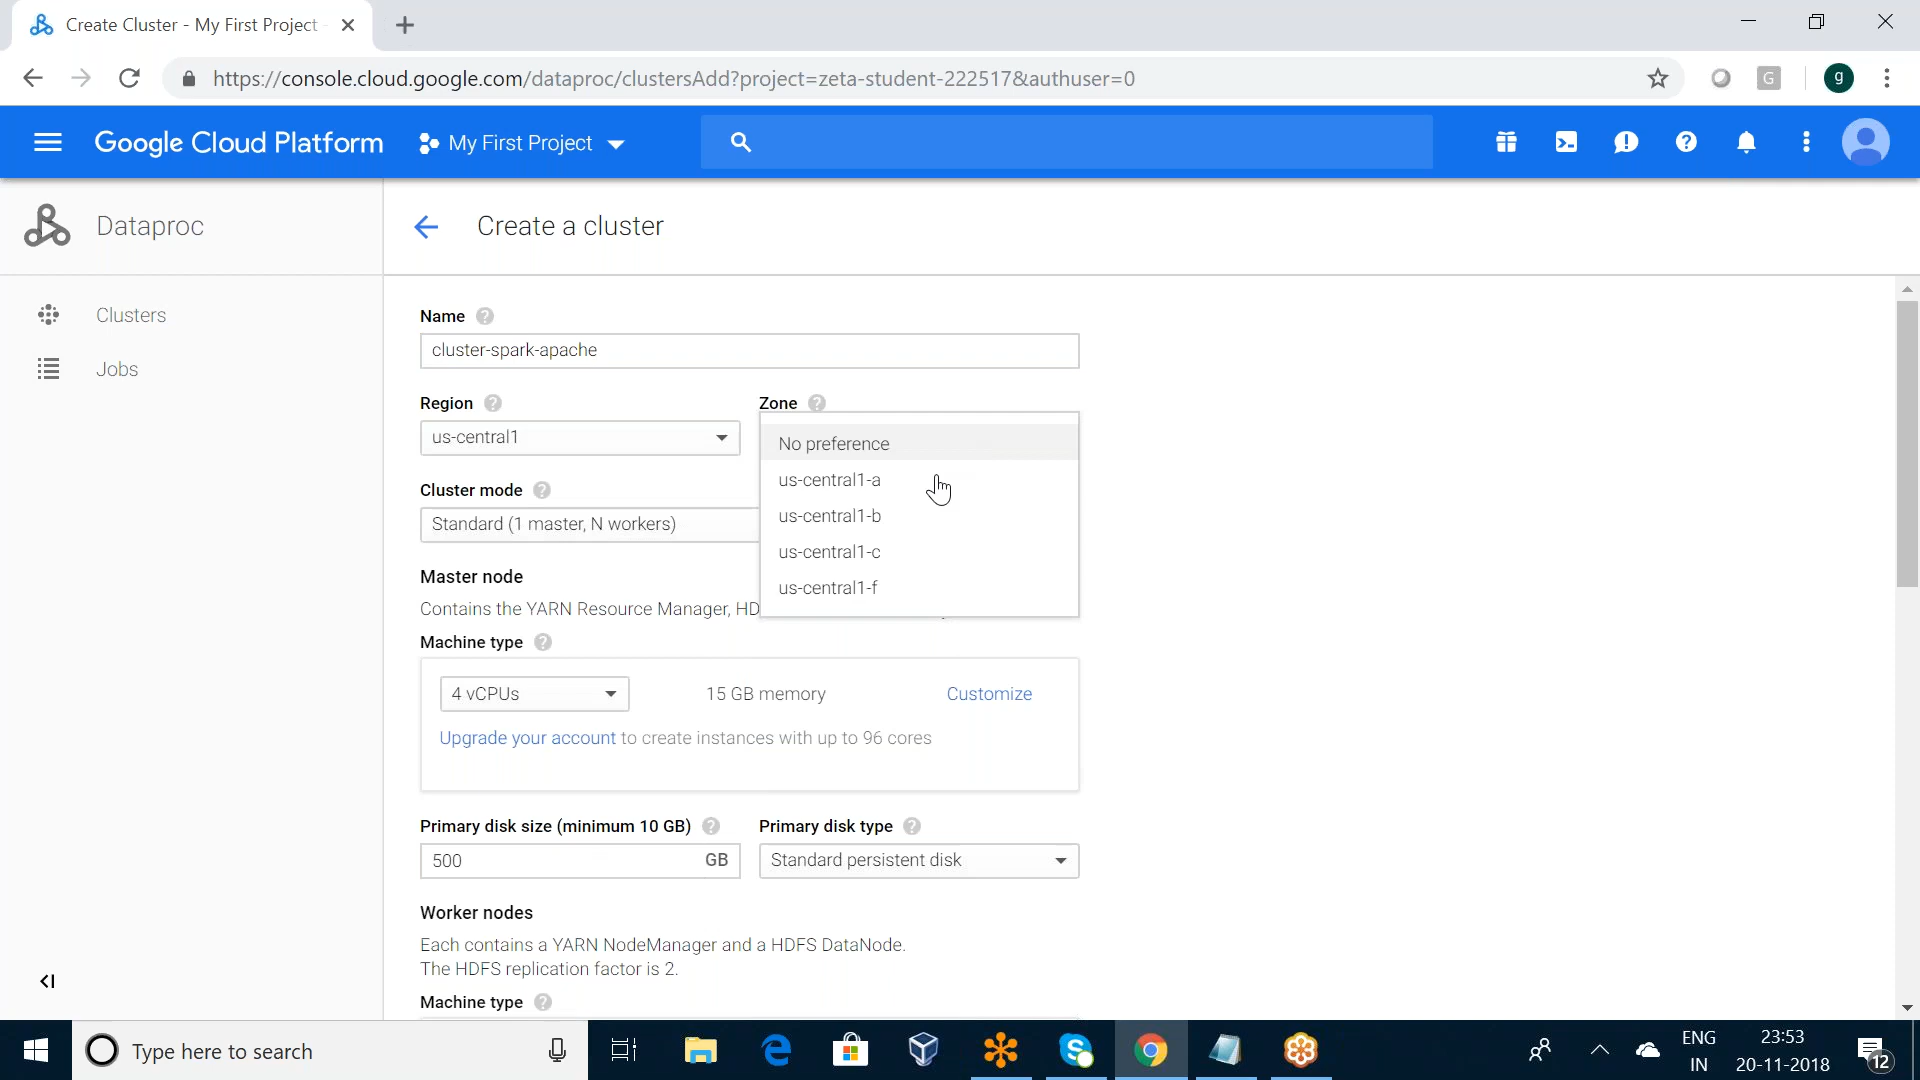 Create Cluster - My First Project
https://console.cloud.google.com/dataproc/clustersAdd?project=zeta-student-222517&authuser=0
G
g
Google Cloud Platform
My First Project
Dataproc
Create a cluster
Clusters
Jobs
Name
cluster-spark-apache
Region
Zone
us-central1
No preference
us-central1-a
us-central1-b
us-central1-c
us-central1-f
Cluster mode
Standard (1 master, N workers)
Master node
Contains the YARN Resource Manager, HD
Machine type
4 vCPUs
15 GB memory
Customize
Upgrade your account to create instances with up to 96 cores
Primary disk size (minimum 10 GB)
Primary disk type
500 GB
Standard persistent disk
Worker nodes
Each contains a YARN NodeManager and a HDFS DataNode.
The HDFS replication factor is 2.
Machine type
Type here to search
ENG
IN
23:53
20-11-2018
12